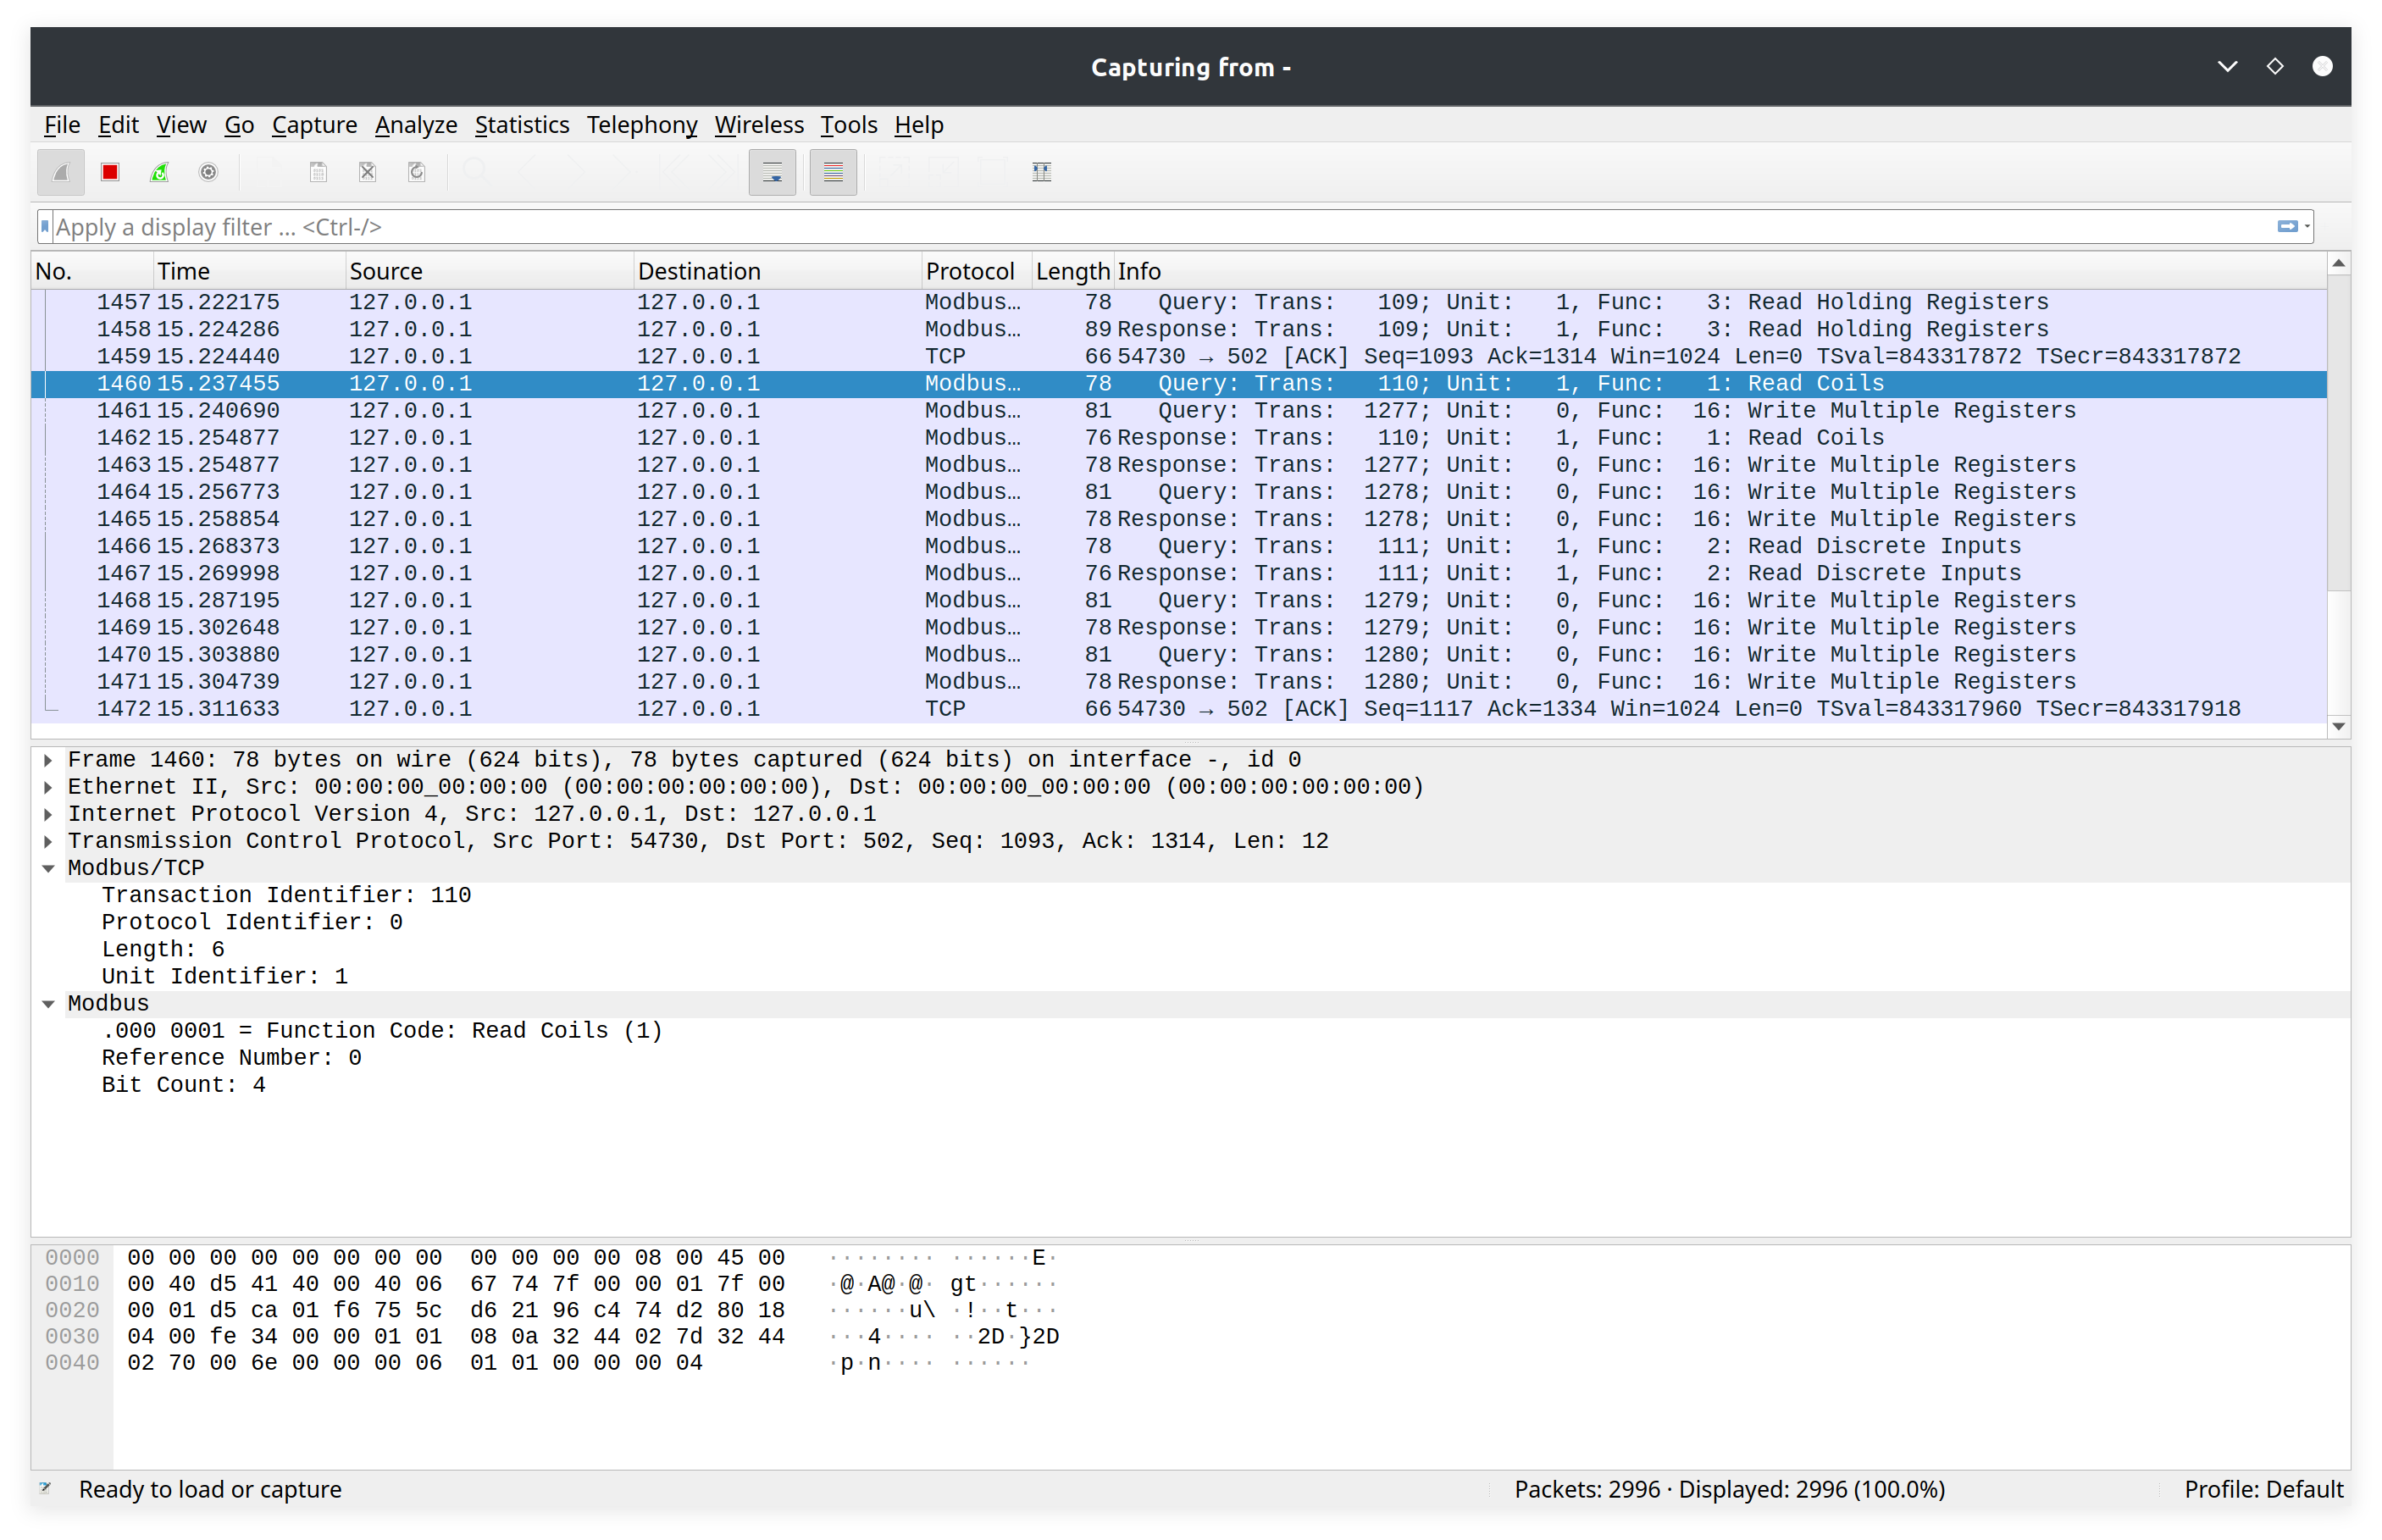 Capturing from -
File Edit View Go Capture Analyze Statistics Telephony Wireless Tools Help
Apply a display filter ... <Ctrl-/>
No. Time Source Destination Protocol Length Info
1457 15.222175 127.0.0.1 127.0.0.1 Modbus… 78 Query: Trans: 109; Unit: 1, Func: 3: Read Holding Registers
1458 15.224286 127.0.0.1 127.0.0.1 Modbus… 89 Response: Trans: 109; Unit: 1, Func: 3: Read Holding Registers
1459 15.224440 127.0.0.1 127.0.0.1 TCP 66 54730 → 502 [ACK] Seq=1093 Ack=1314 Win=1024 Len=0 TSval=843317872 TSecr=843317872
1460 15.237455 127.0.0.1 127.0.0.1 Modbus… 78 Query: Trans: 110; Unit: 1, Func: 1: Read Coils
1461 15.240690 127.0.0.1 127.0.0.1 Modbus… 81 Query: Trans: 1277; Unit: 0, Func: 16: Write Multiple Registers
1462 15.254877 127.0.0.1 127.0.0.1 Modbus… 76 Response: Trans: 110; Unit: 1, Func: 1: Read Coils
1463 15.254877 127.0.0.1 127.0.0.1 Modbus… 78 Response: Trans: 1277; Unit: 0, Func: 16: Write Multiple Registers
1464 15.256773 127.0.0.1 127.0.0.1 Modbus… 81 Query: Trans: 1278; Unit: 0, Func: 16: Write Multiple Registers
1465 15.258854 127.0.0.1 127.0.0.1 Modbus… 78 Response: Trans: 1278; Unit: 0, Func: 16: Write Multiple Registers
1466 15.268373 127.0.0.1 127.0.0.1 Modbus… 78 Query: Trans: 111; Unit: 1, Func: 2: Read Discrete Inputs
1467 15.269998 127.0.0.1 127.0.0.1 Modbus… 76 Response: Trans: 111; Unit: 1, Func: 2: Read Discrete Inputs
1468 15.287195 127.0.0.1 127.0.0.1 Modbus… 81 Query: Trans: 1279; Unit: 0, Func: 16: Write Multiple Registers
1469 15.302648 127.0.0.1 127.0.0.1 Modbus… 78 Response: Trans: 1279; Unit: 0, Func: 16: Write Multiple Registers
1470 15.303880 127.0.0.1 127.0.0.1 Modbus… 81 Query: Trans: 1280; Unit: 0, Func: 16: Write Multiple Registers
1471 15.304739 127.0.0.1 127.0.0.1 Modbus… 78 Response: Trans: 1280; Unit: 0, Func: 16: Write Multiple Registers
1472 15.311633 127.0.0.1 127.0.0.1 TCP 66 54730 → 502 [ACK] Seq=1117 Ack=1334 Win=1024 Len=0 TSval=843317960 TSecr=843317918
Frame 1460: 78 bytes on wire (624 bits), 78 bytes captured (624 bits) on interface -, id 0
Ethernet II, Src: 00:00:00_00:00:00 (00:00:00:00:00:00), Dst: 00:00:00_00:00:00 (00:00:00:00:00:00)
Internet Protocol Version 4, Src: 127.0.0.1, Dst: 127.0.0.1
Transmission Control Protocol, Src Port: 54730, Dst Port: 502, Seq: 1093, Ack: 1314, Len: 12
Modbus/TCP
Transaction Identifier: 110
Protocol Identifier: 0
Length: 6
Unit Identifier: 1
Modbus
.000 0001 = Function Code: Read Coils (1)
Reference Number: 0
Bit Count: 4
0000 00 00 00 00 00 00 00 00 00 00 00 00 08 00 45 00 ········ ······E·
0010 00 40 d5 41 40 00 40 06 67 74 7f 00 00 01 7f 00 ·@·A@·@· gt······
0020 00 01 d5 ca 01 f6 75 5c d6 21 96 c4 74 d2 80 18 ······u\ ·!··t···
0030 04 00 fe 34 00 00 01 01 08 0a 32 44 02 7d 32 44 ···4···· ··2D·}2D
0040 02 70 00 6e 00 00 00 06 01 01 00 00 00 04 ·p·n···· ······
Ready to load or capture Packets: 2996 · Displayed: 2996 (100.0%) Profile: Default